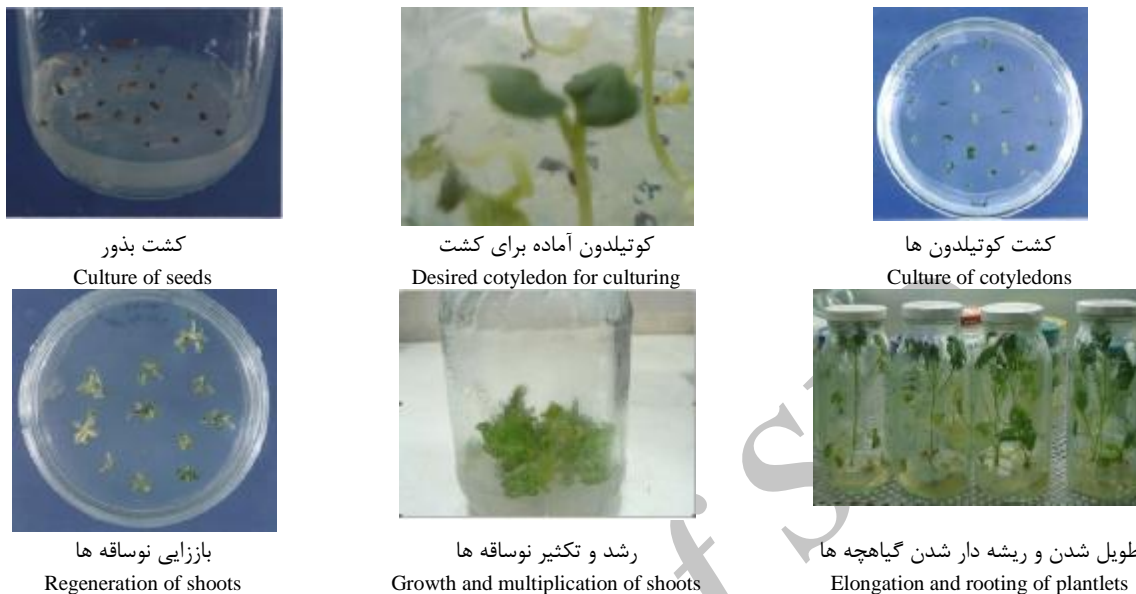 کشت بذور
Culture of seeds
کوتیلدون آماده برای کشت
Desired cotyledon for culturing
کشت کوتیلدون ها
Culture of cotyledons
باززایی نوساقه ها
Regeneration of shoots
رشد و تکثیر نوساقه ها
Growth and multiplication of shoots
طویل شدن و ریشه دار شدن گیاهچه ها
Elongation and rooting of plantlets